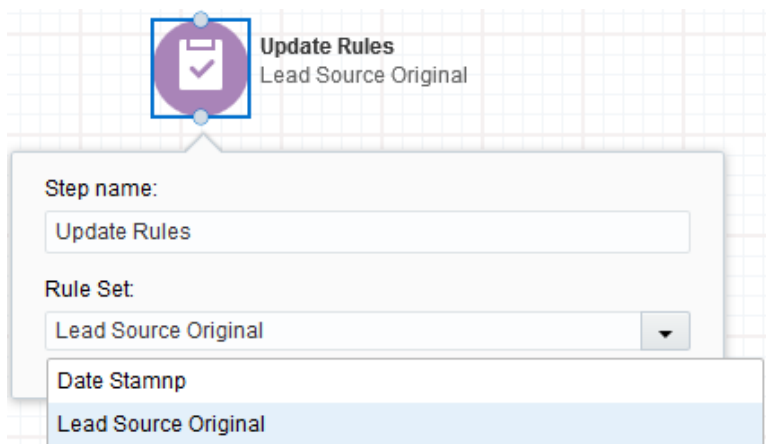 Update Rules
Lead Source Original
Step name:
Update Rules
Rule Set:
Lead Source Original
Date Stamnp
Lead Source Original